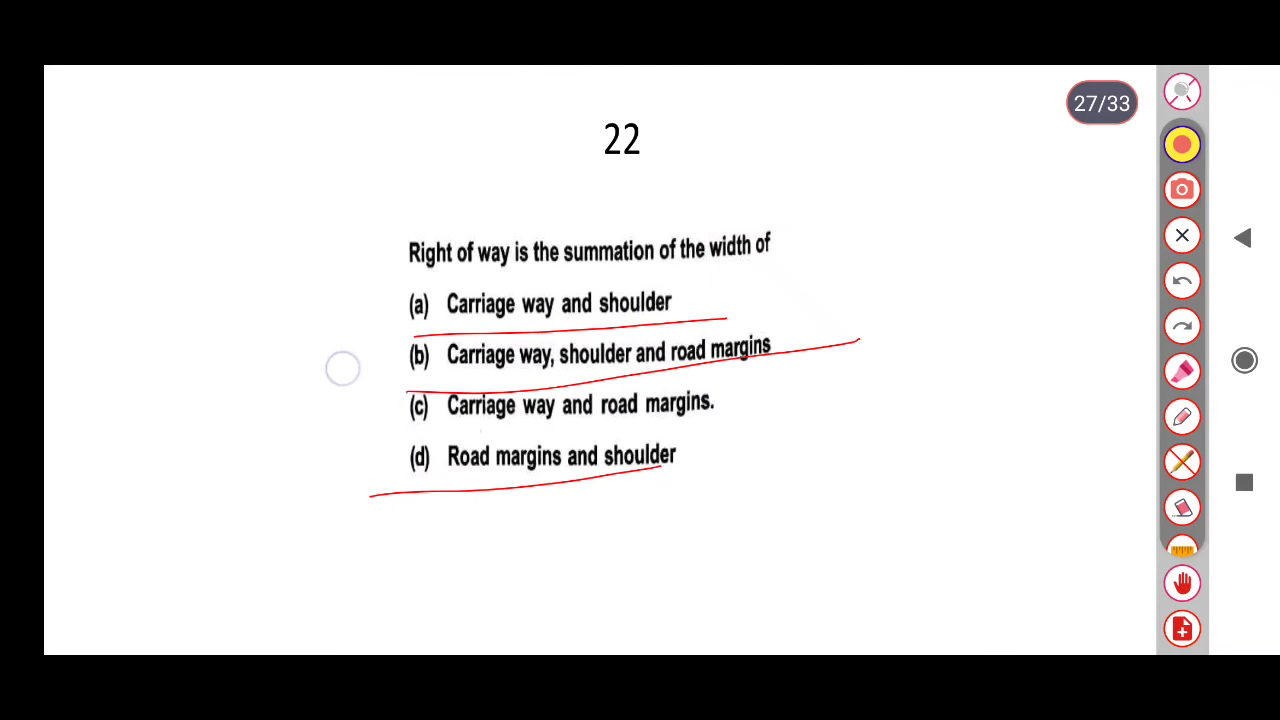 27/33
22
Right of way is the summation of the width of
(a) Carriage way and shoulder
(b) Carriage way, shoulder and road margins
(c) Carriage way and road margins.
(d) Road margins and shoulder